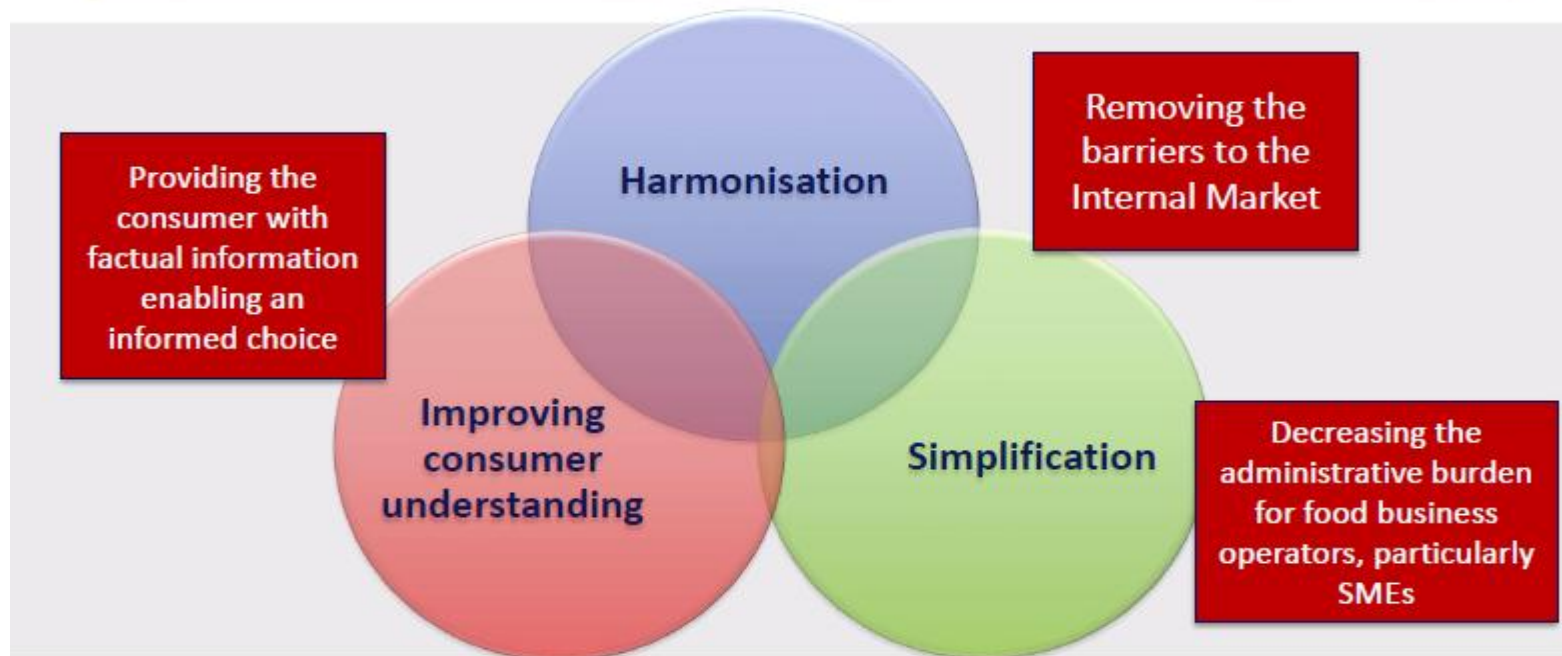 Harmonisation
Removing the
barriers to the
Internal Market
Providing the
consumer with
factual information
enabling an
informed choice
Improving
consumer
understanding
Simplification
Decreasing the
administrative burden
for food business
operators, particularly
SMEs